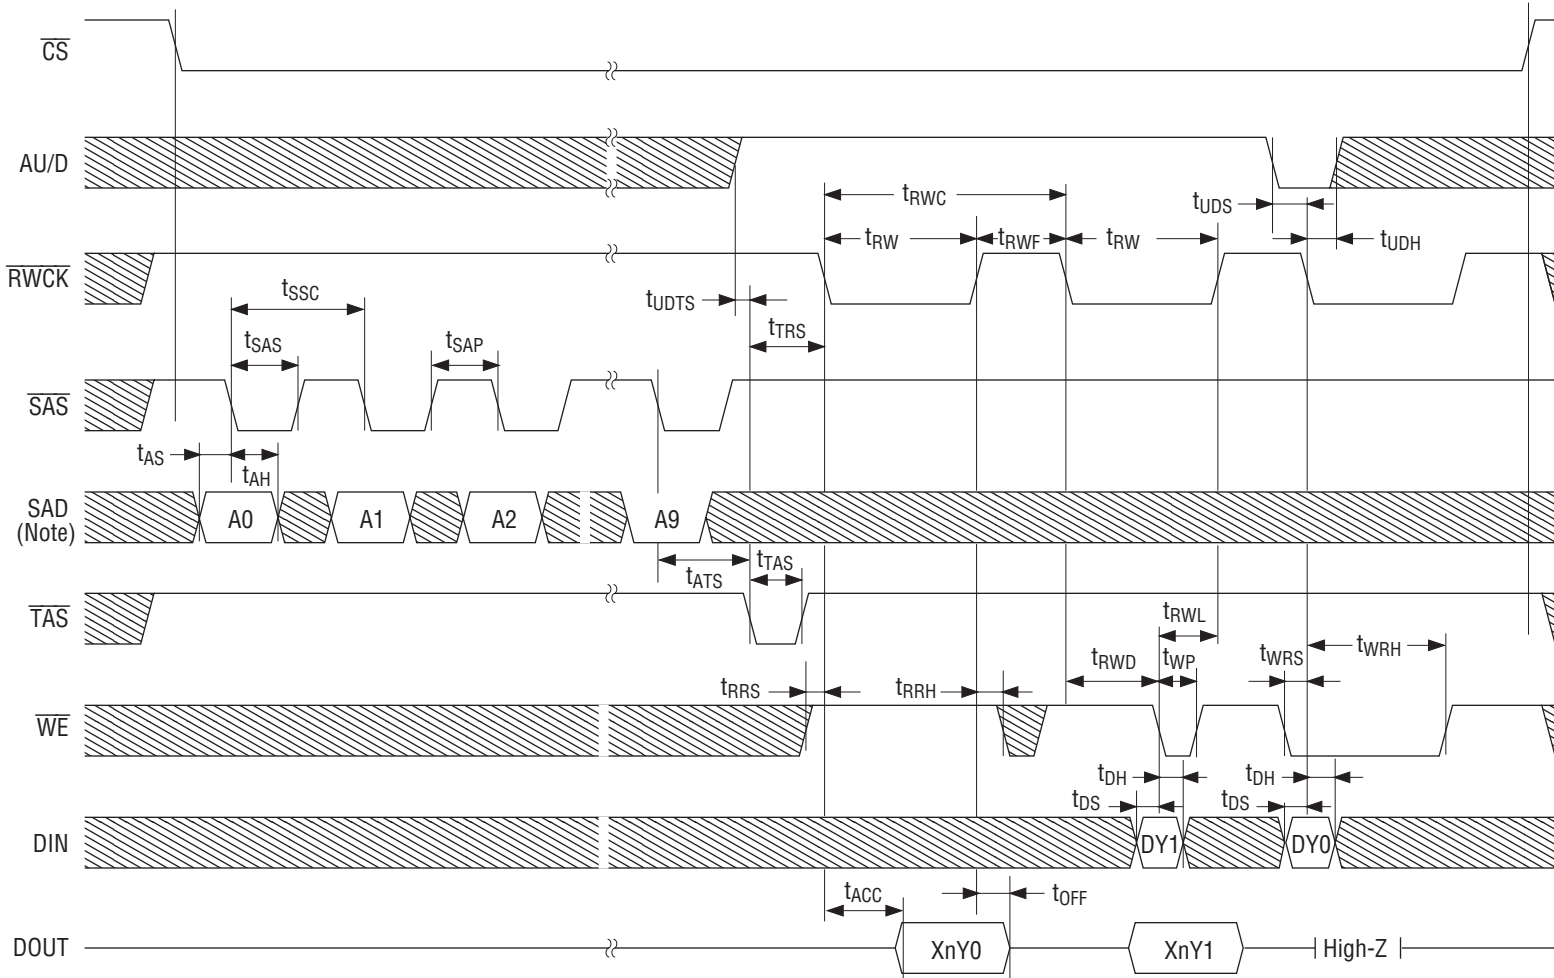 CS
AU/D
tRWC
tUDS
tRW
tRWF
tRW
tUDH
RWCK
tSSC
tUDTS
tTRS
tSAS
tSAP
SAS
tAS
tAH
SAD
(Note)
A0
A1
A2
A9
tATS
tTAS
TAS
tRWL
tRWD
tWP
tWRS
tWRH
tRRS
tRRH
WE
tDH
tDH
tDS
tDS
DIN
DY1
DY0
tACC
tOFF
DOUT
XnY0
XnY1
High-Z